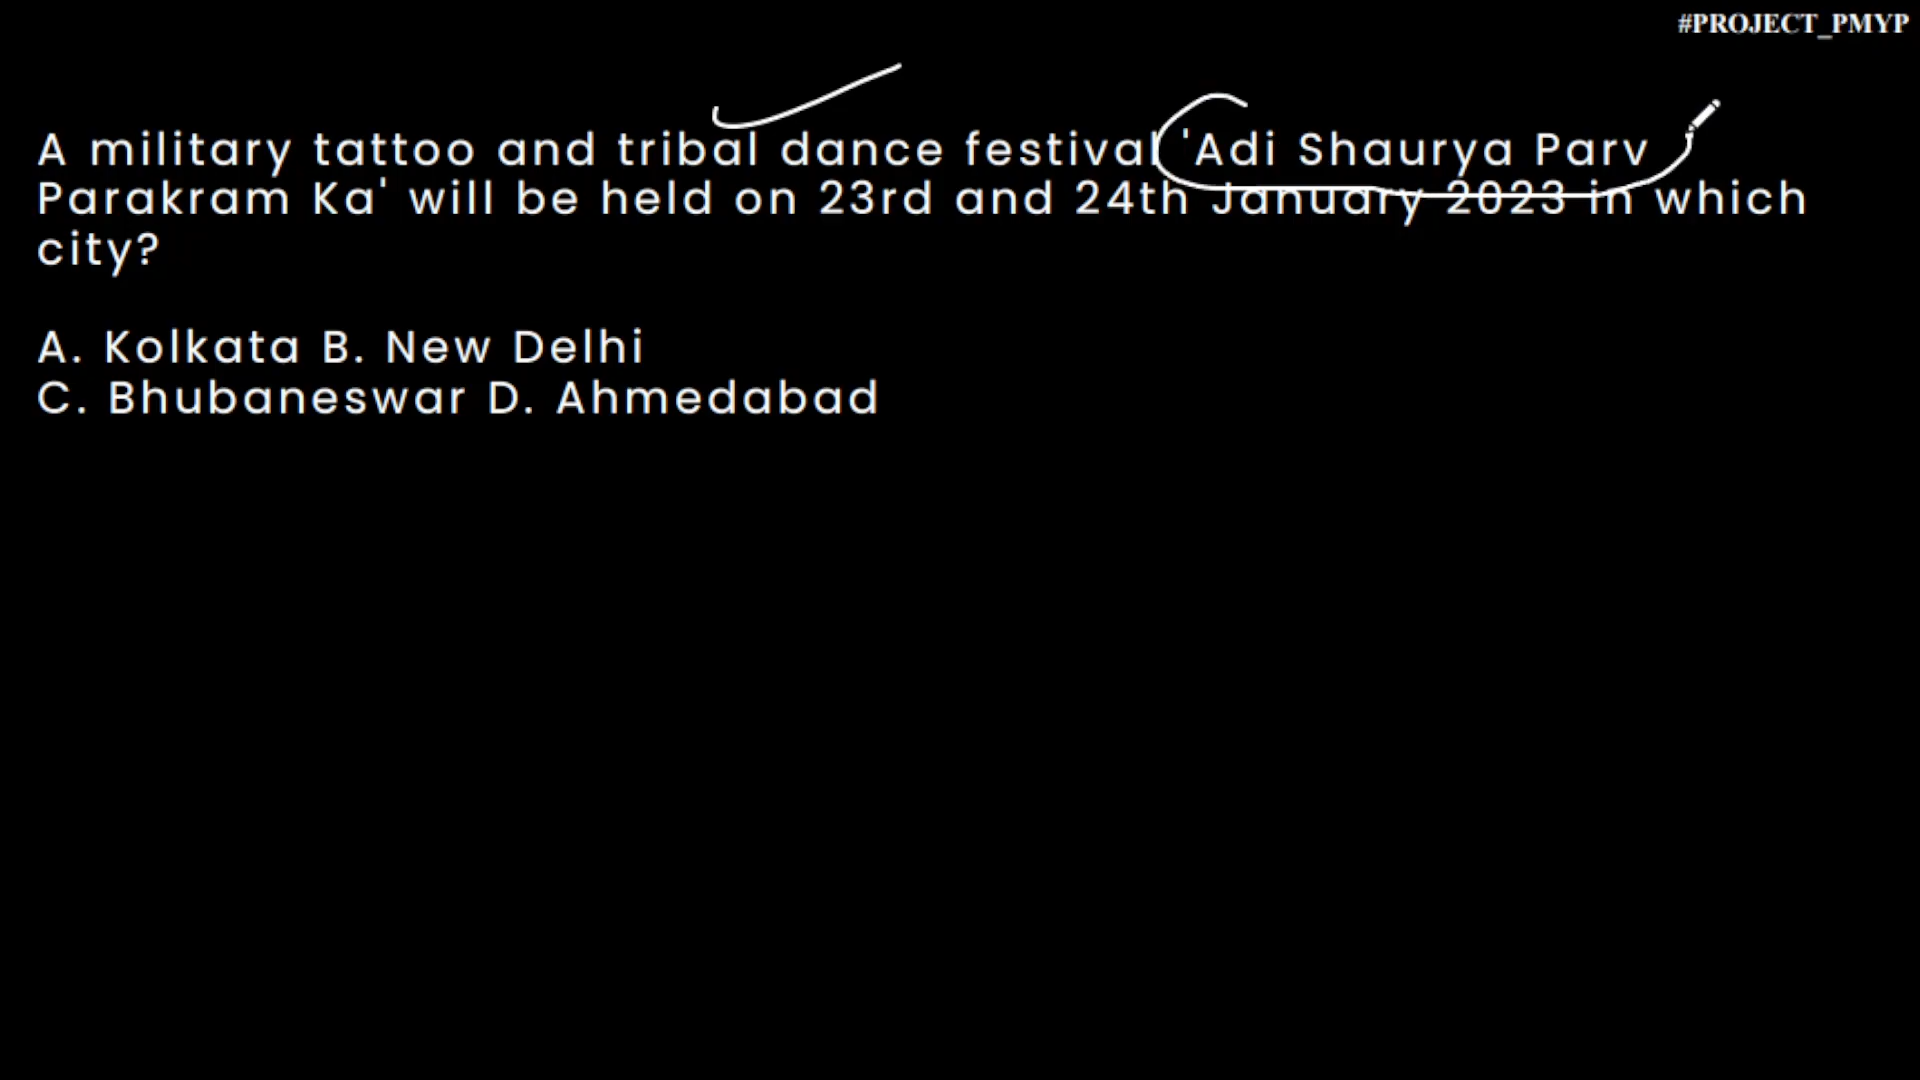 #PROJECT_PMYP
A military tattoo and tribal dance festival 'Adi Shaurya Parv
Parakram Ka' will be held on 23rd and 24th January 2023 in which
city?
A. Kolkata B. New Delhi
C. Bhubaneswar D. Ahmedabad